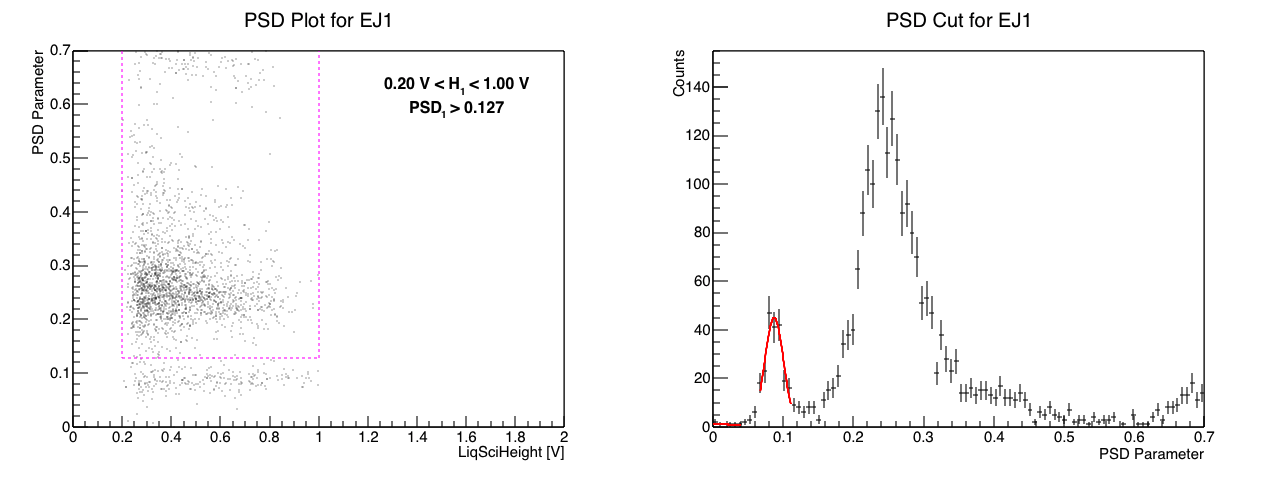 PSD Plot for EJ1
PSD Parameter
0.7
0.6
0.5
0.4
0.3
0.2
0.1
0
0.20 V < H1 < 1.00 V
PSD1 > 0.127
0 0.2 0.4 0.6 0.8 1 1.2 1.4 1.6 1.8 2
LiqSciHeight [V]
PSD Cut for EJ1
Counts
140
120
100
80
60
40
20
0
0 0.1 0.2 0.3 0.4 0.5 0.6 0.7
PSD Parameter